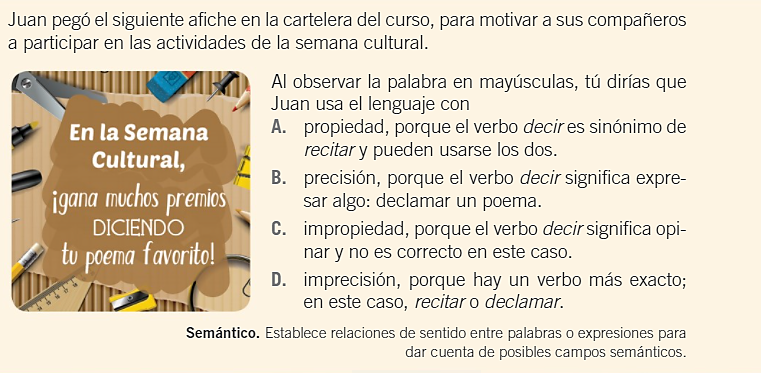 Juan pegó el siguiente afiche en la cartelera del curso, para motivar a sus compañeros
a participar en las actividades de la semana cultural.
En la Semana
Cultural,
¡gana muchos premios
DICIENDO
tu poema favorito!
Al observar la palabra en mayúsculas, tú dirías que
Juan usa el lenguaje con
A. propiedad, porque el verbo decir es sinónimo de
recitar y pueden usarse los dos.
B. precisión, porque el verbo decir significa expre-
sar algo: declamar un poema.
C. impropiedad, porque el verbo decir significa opi-
nar y no es correcto en este caso.
D. imprecisión, porque hay un verbo más exacto;
en este caso, recitar o declamar.
Semántico. Establece relaciones de sentido entre palabras o expresiones para
dar cuenta de posibles campos semánticos.